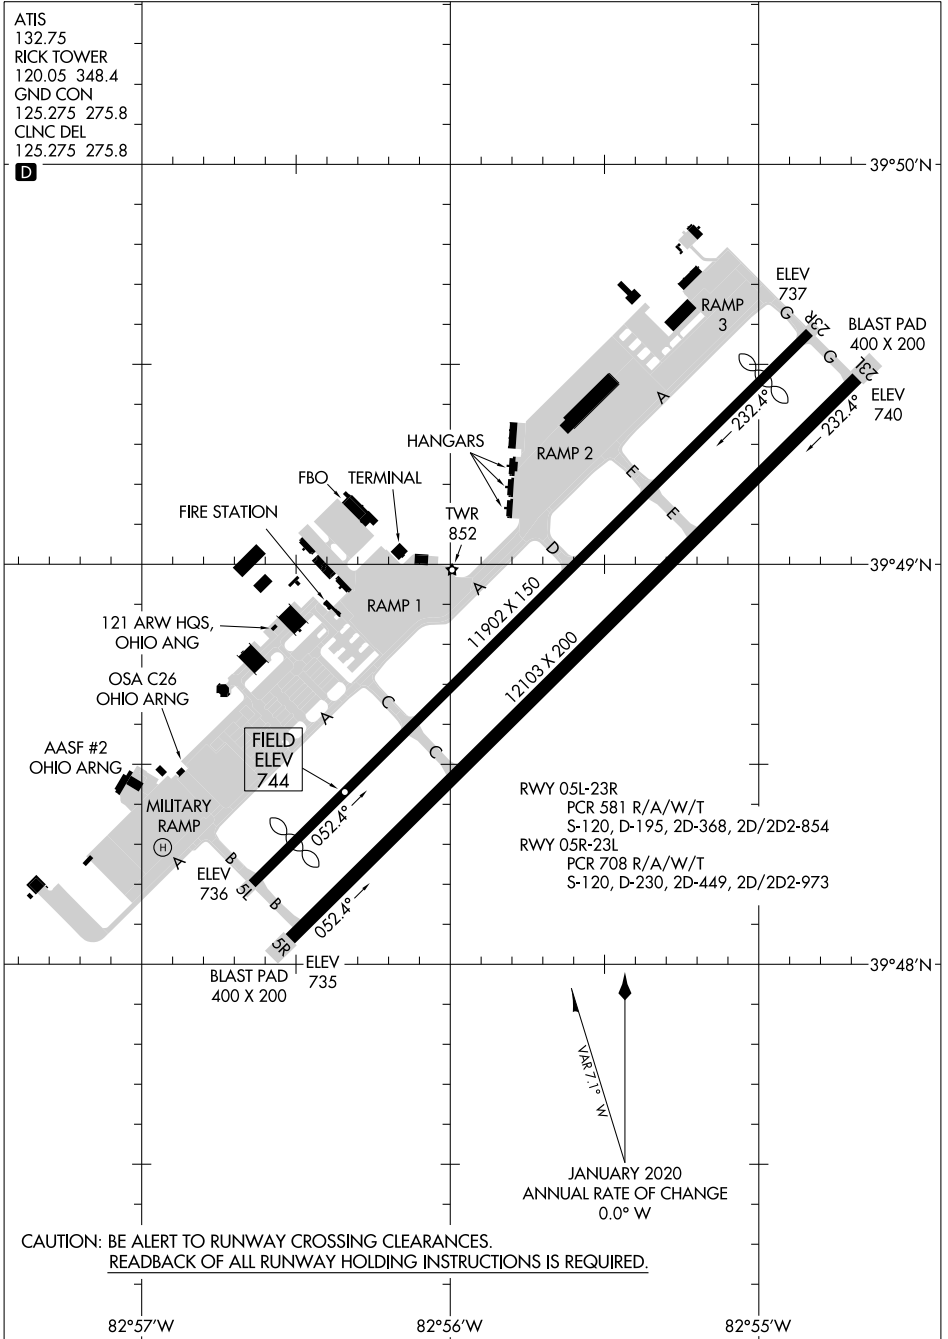 ATIS
132.75
RICK TOWER
120.05 348.4
GND CON
125.275 275.8
CLNC DEL
125.275 275.8
D
39°50'N
ELEV
737
RAMP
3
G
23R
BLAST PAD
400 X 200
G
23L
ELEV
740
A
232.4°
232.4°
HANGARS
RAMP 2
FBO
TERMINAL
E
E
FIRE STATION
TWR
852
D
39°49'N
A
RAMP 1
11902 X 150
121 ARW HQS,
OHIO ANG
12103 X 200
OSA C26
OHIO ARNG
C
A
C
AASF #2
OHIO ARNG
FIELD
ELEV
744
MILITARY
RAMP
H
A
052.4°
RWY 05L-23R
PCR 581 R/A/W/T
S-120, D-195, 2D-368, 2D/2D2-854
RWY 05R-23L
PCR 708 R/A/W/T
S-120, D-230, 2D-449, 2D/2D2-973
B
ELEV
736
5L
B
052.4°
5R
ELEV
735
BLAST PAD
400 X 200
39°48'N
VAR 7.1° W
JANUARY 2020
ANNUAL RATE OF CHANGE
0.0° W
CAUTION: BE ALERT TO RUNWAY CROSSING CLEARANCES.
READBACK OF ALL RUNWAY HOLDING INSTRUCTIONS IS REQUIRED.
82°57'W
82°56'W
82°55'W